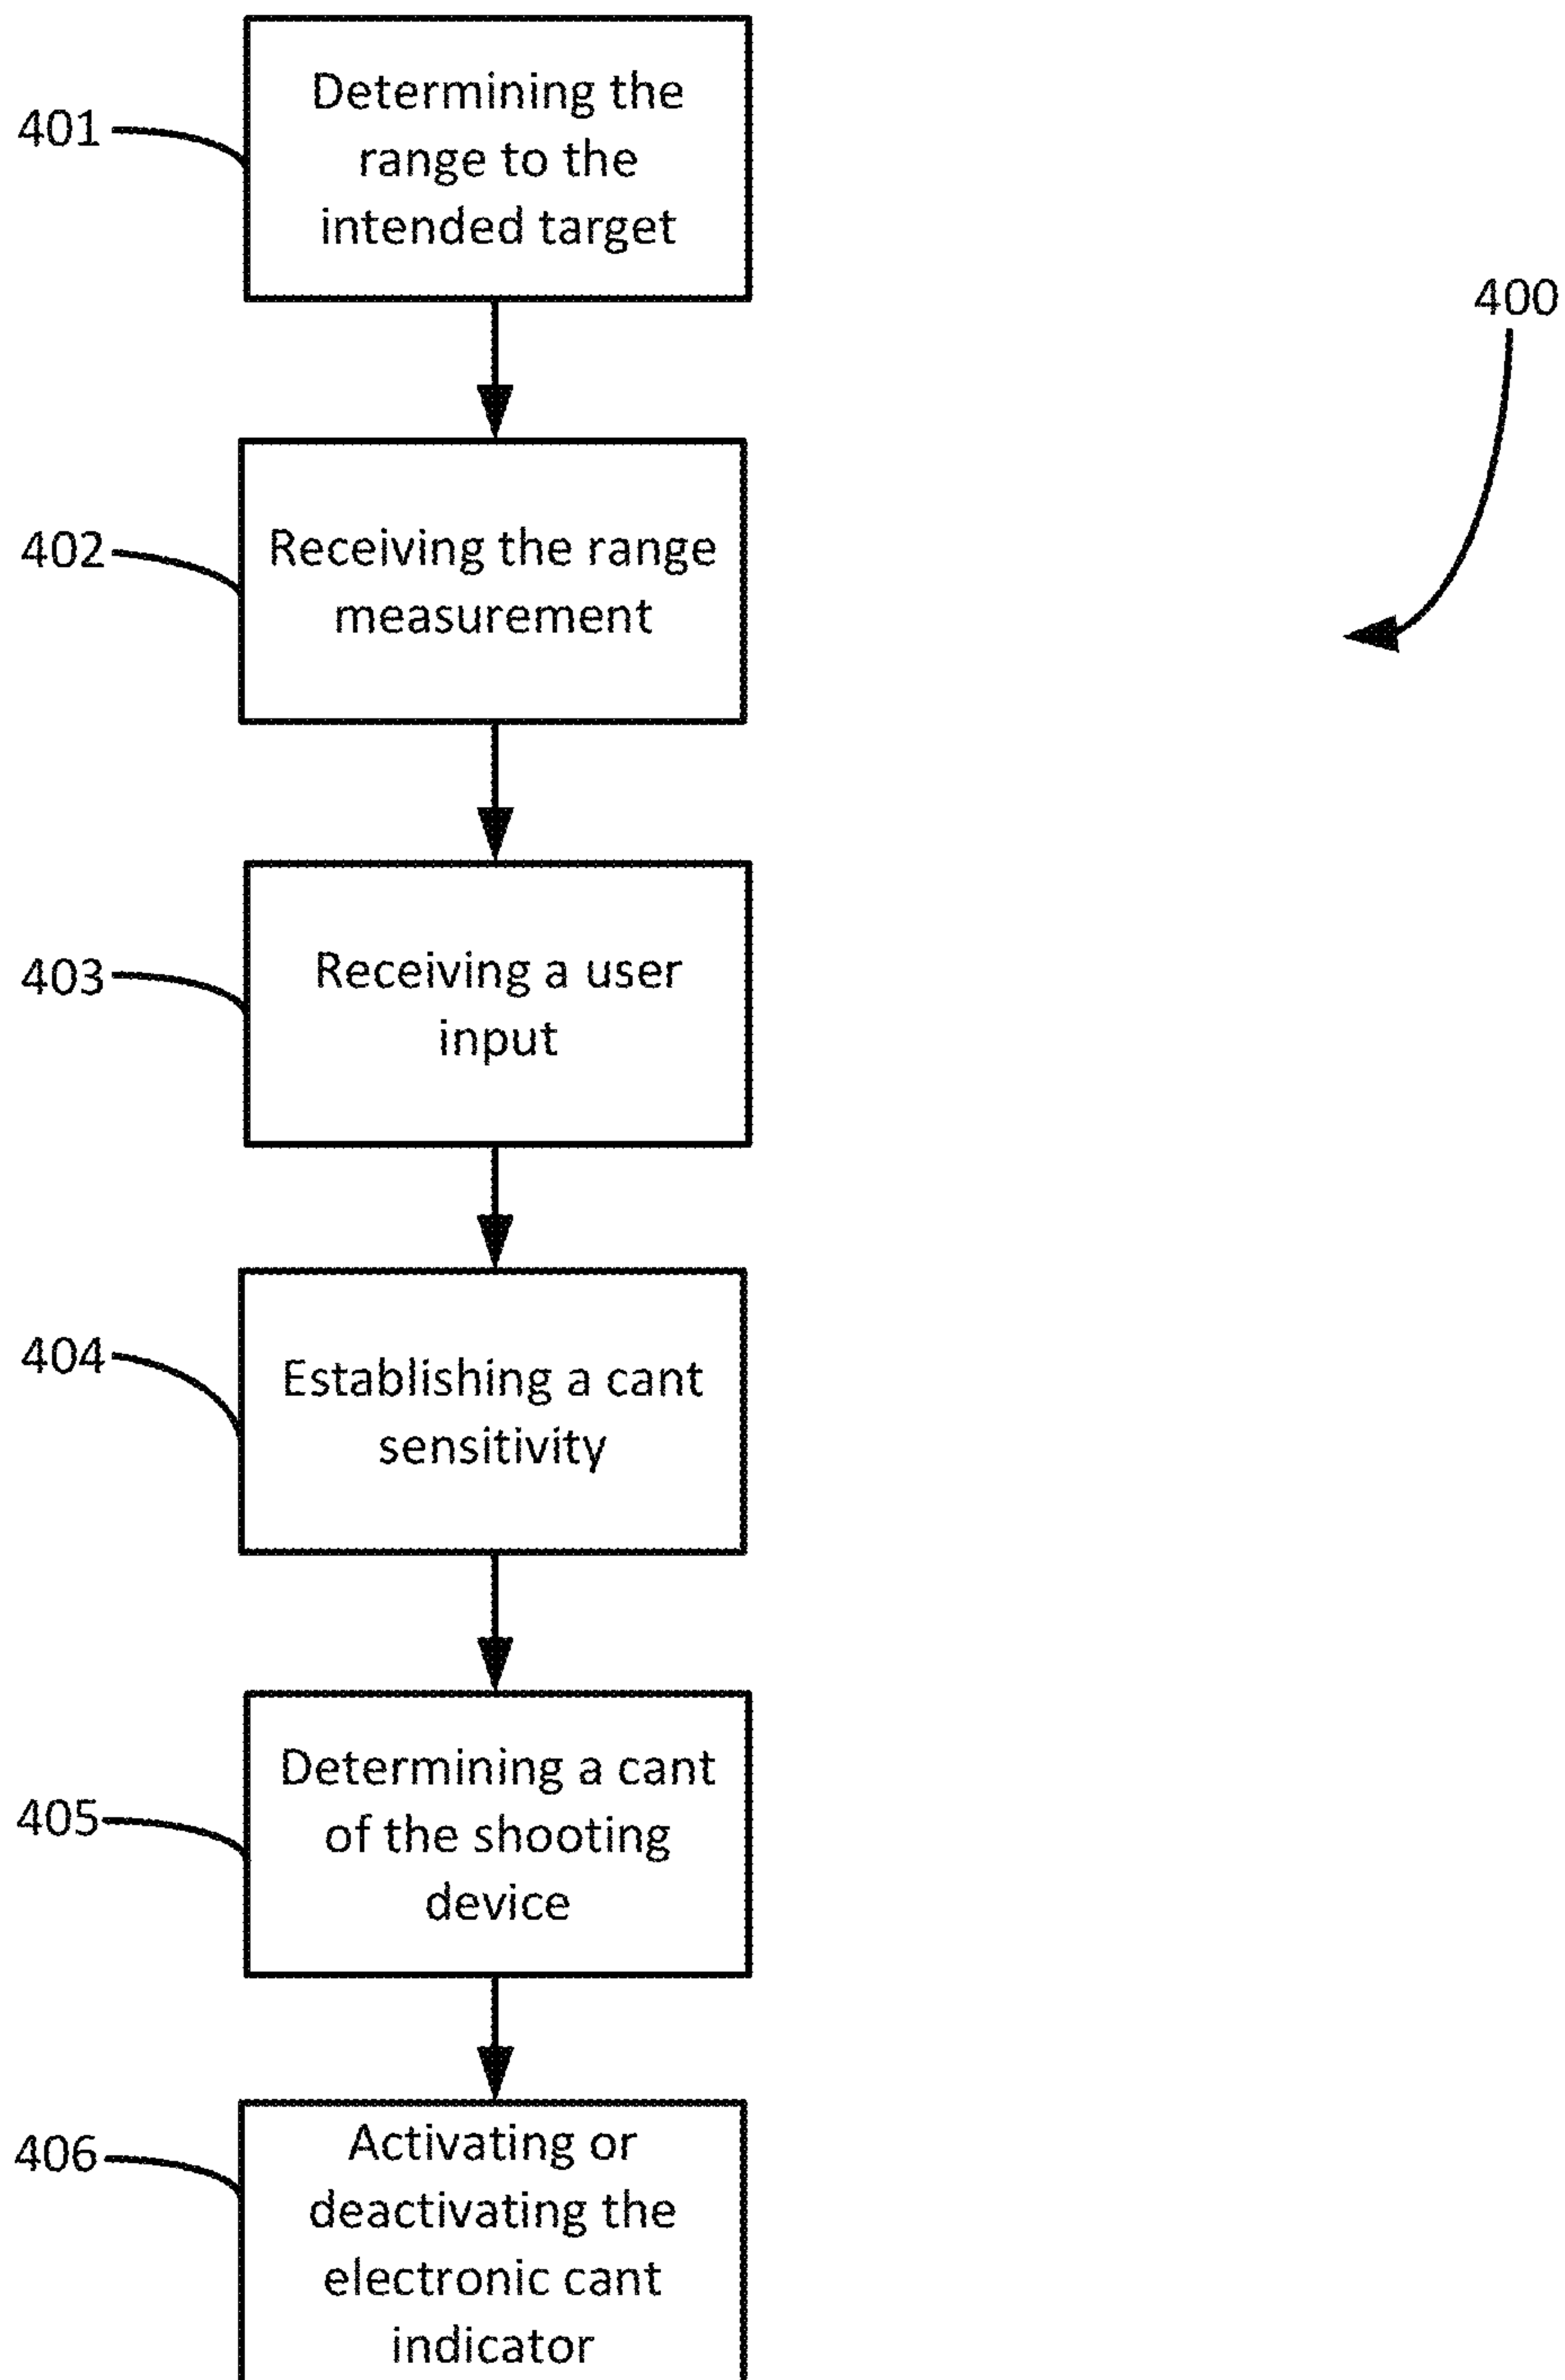 401
Determining the
range to the
intended target
400
402
Receiving the range
measurement
403
Receiving a user
input
404
Establishing a cant
sensitivity
405
Determining a cant
of the shooting
device
406
Activating or
deactivating the
electronic cant
indicator